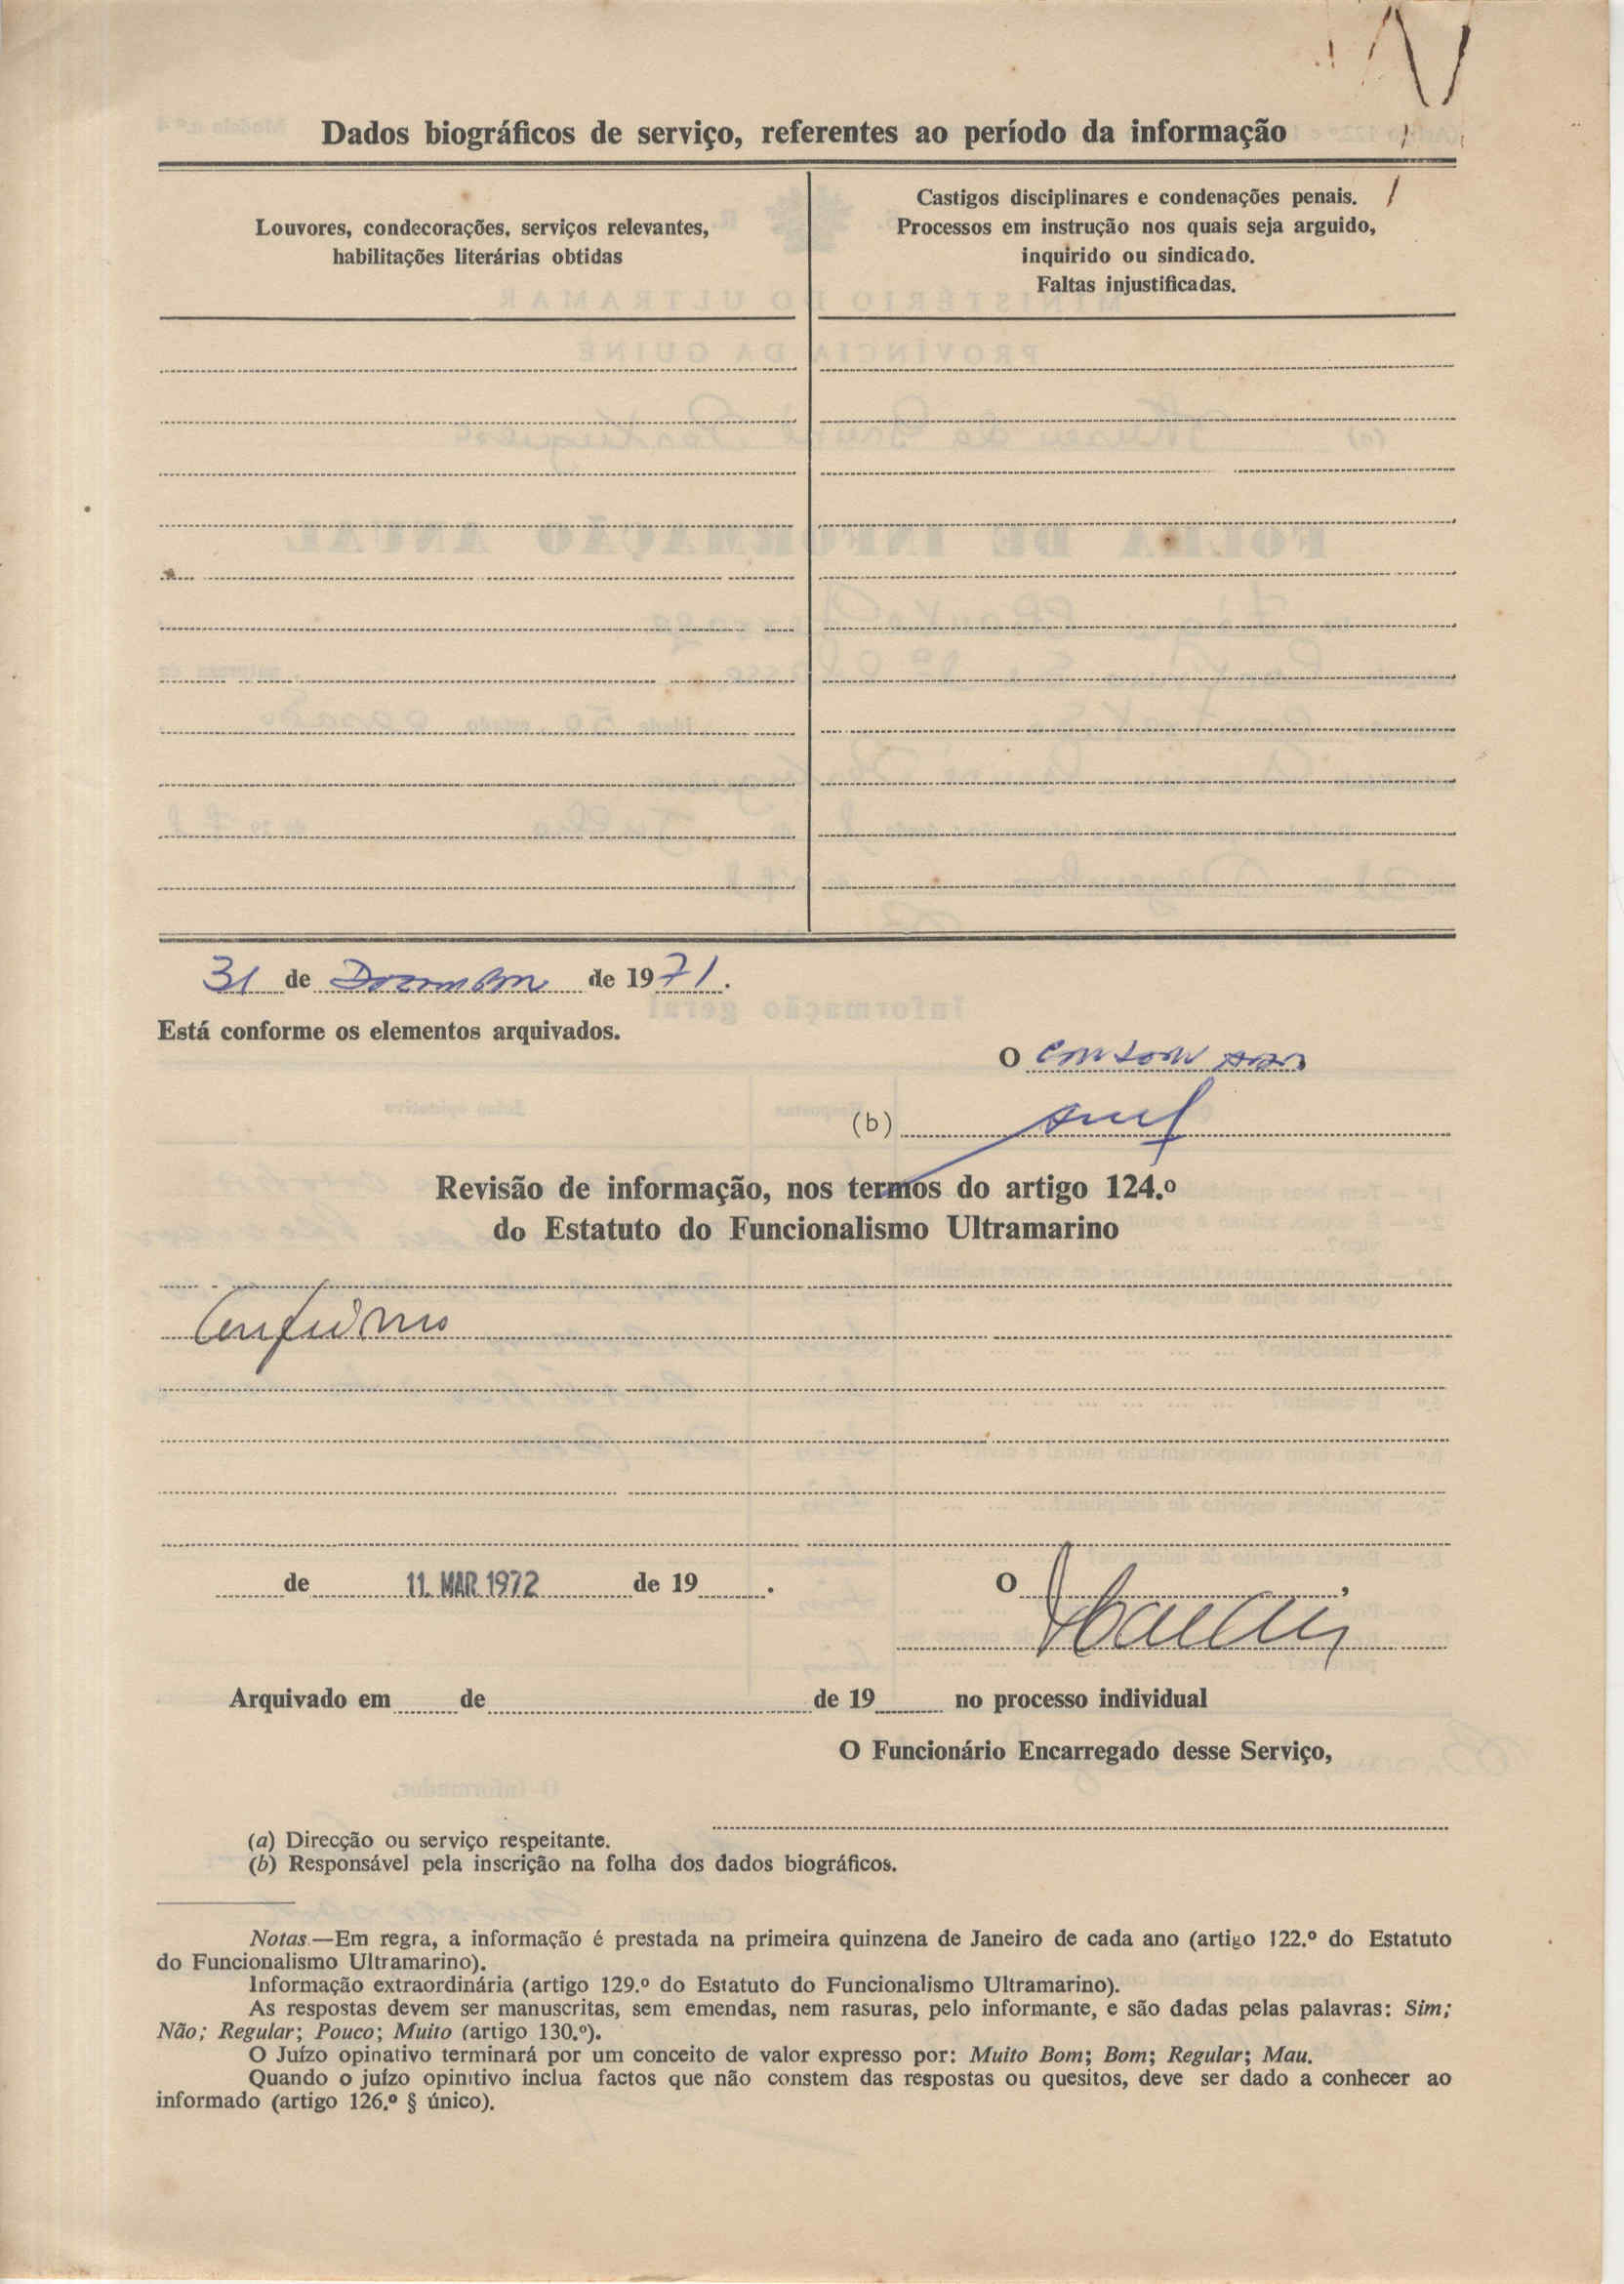 Dados biográficos de serviço, referentes ao período da informação
Louvores, condecorações, serviços relevantes,
habilitações literárias obtidas
Castigos disciplinares e condenações penais.
Processos em instrução nos quais seja arguido,
inquirido ou sindicado.
Faltas injustificadas.
31 de Dezembro de 1971.
Está conforme os elementos arquivados.
O Conservador
(b)
Revisão de informação, nos termos do artigo 124.º
do Estatuto do Funcionalismo Ultramarino
Confirmo
de 11. MAR. 1972 de 19 .
O ,
Arquivado em de de 19 no processo individual
O Funcionário Encarregado desse Serviço,
(a) Direcção ou serviço respeitante.
(b) Responsável pela inscrição na folha dos dados biográficos.
Notas.—Em regra, a informação é prestada na primeira quinzena de Janeiro de cada ano (artigo 122.º do Estatuto
do Funcionalismo Ultramarino).
Informação extraordinária (artigo 129.º do Estatuto do Funcionalismo Ultramarino).
As respostas devem ser manuscritas, sem emendas, nem rasuras, pelo informante, e são dadas pelas palavras: Sim;
Não; Regular; Pouco; Muito (artigo 130.º).
O Juízo opinativo terminará por um conceito de valor expresso por: Muito Bom; Bom; Regular; Mau.
Quando o juízo opinitivo inclua factos que não constem das respostas ou quesitos, deve ser dado a conhecer ao
informado (artigo 126.º § único).